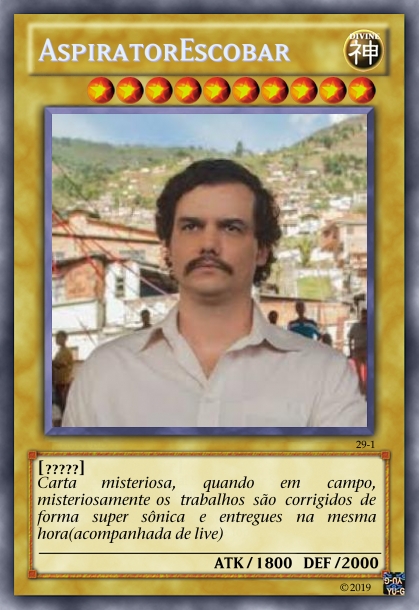 AspiratorEscobar
DIVINE
神
29-1
[?????]
Carta misteriosa, quando em campo,
misteriosamente os trabalhos são corrigidos de
forma super sônica e entregues na mesma
hora(acompanhada de live)
ATK / 1800 DEF /2000
©2019